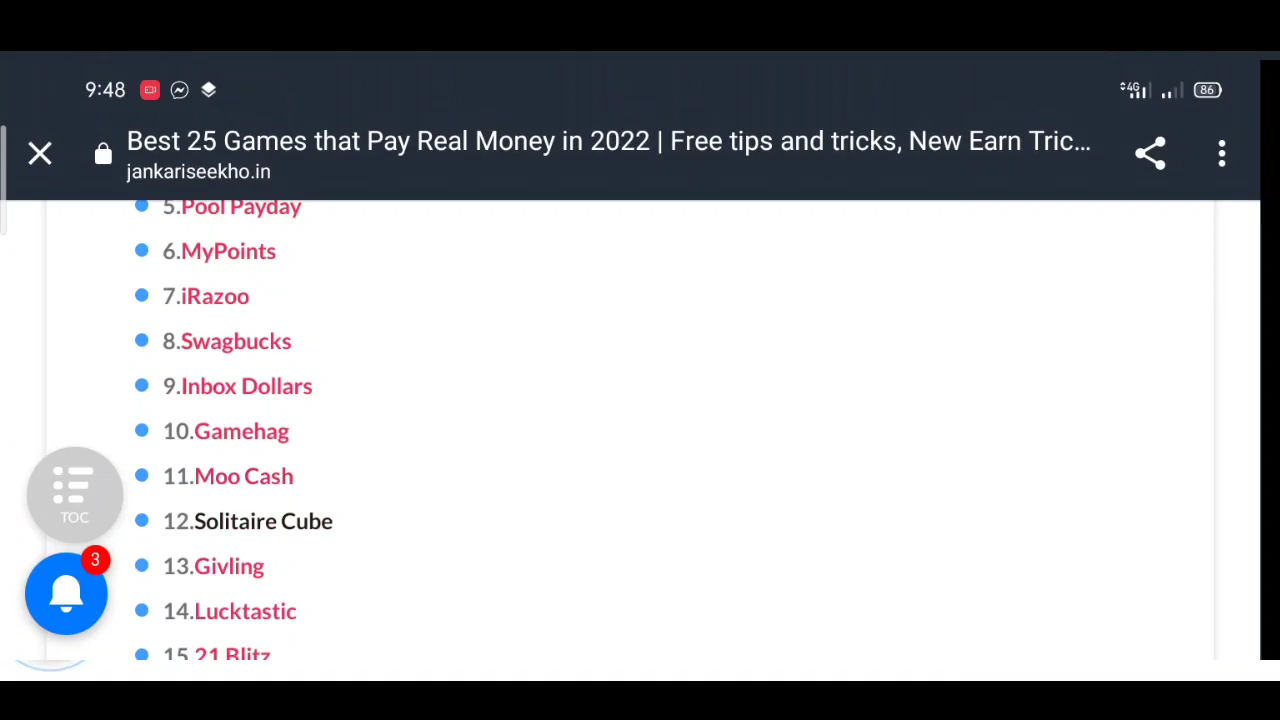 9:48
4G
86
Best 25 Games that Pay Real Money in 2022 | Free tips and tricks, New Earn Tric...
jankariseekho.in
5.Pool Payday
6.MyPoints
7.iRazoo
8.Swagbucks
9.Inbox Dollars
10.Gamehag
11.Moo Cash
TOC
12.Solitaire Cube
3
13.Givling
14.Lucktastic
15.21 Blitz